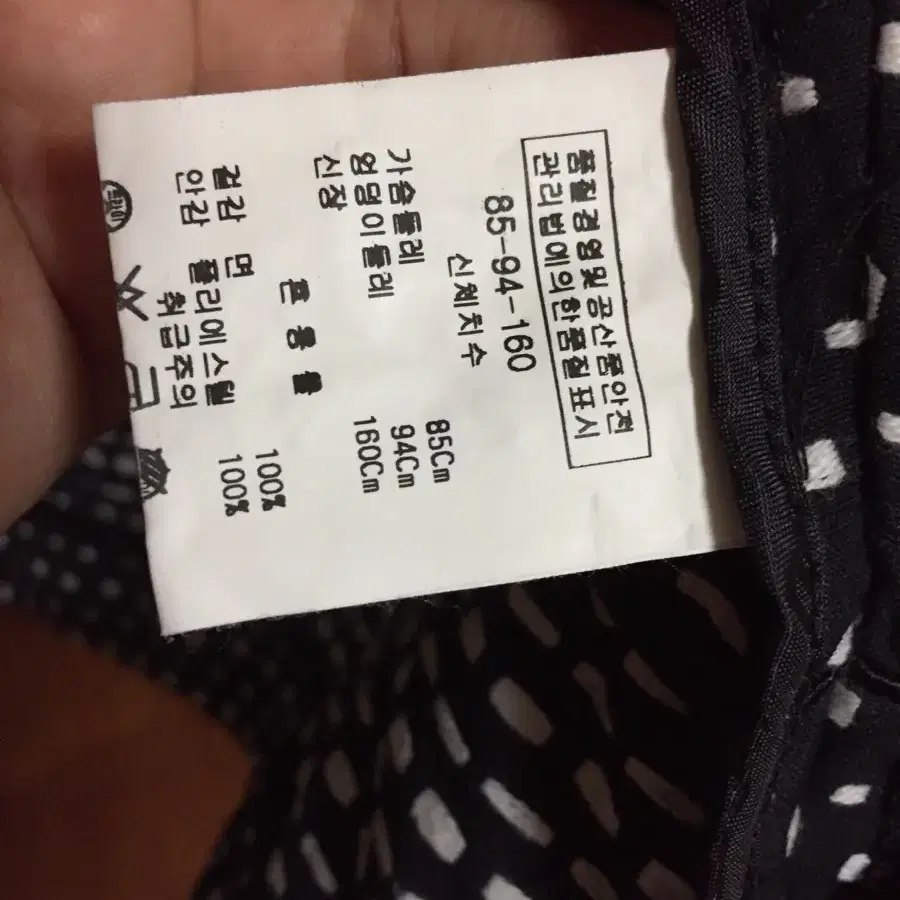 품질경영및 공산품안전
관리법에의한품질표시
85-94-160
신체치수
가슴둘레 85Cm
엉덩이둘레 94Cm
신장 160Cm
혼용율
겉감 면 100%
안감 폴리에스텔 100%
취급주의